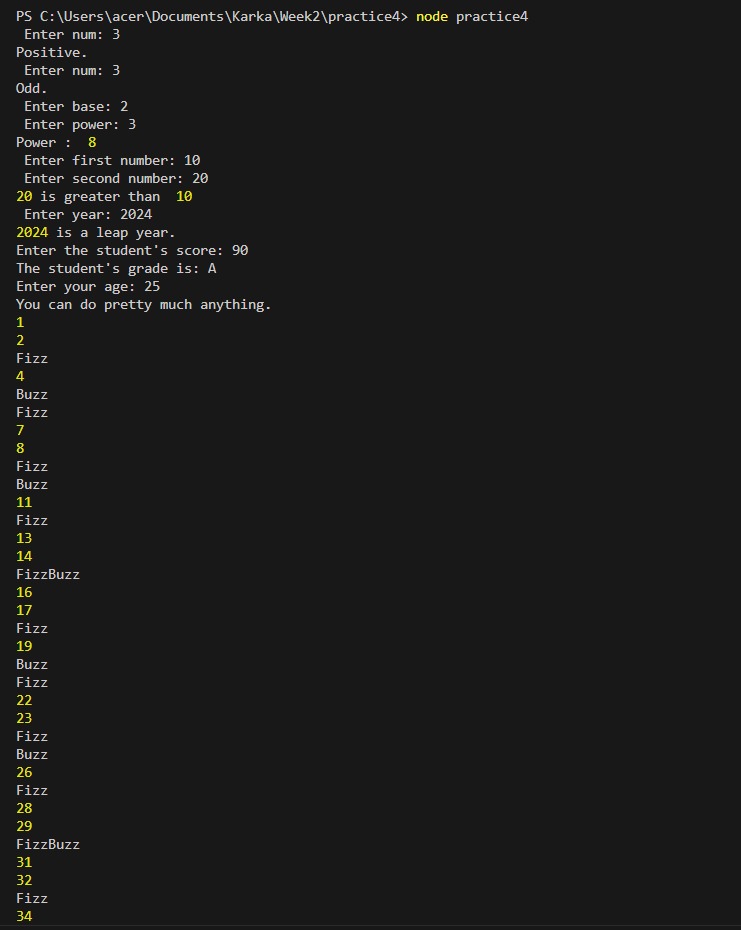 PS C:\Users\acer\Documents\Karka\Week2\practice4> node practice4
Enter num: 3
Positive.
Enter num: 3
Odd.
Enter base: 2
Enter power: 3
Power :  8
Enter first number: 10
Enter second number: 20
20 is greater than  10
Enter year: 2024
2024 is a leap year.
Enter the student's score: 90
The student's grade is: A
Enter your age: 25
You can do pretty much anything.
1
2
Fizz
4
Buzz
Fizz
7
8
Fizz
Buzz
11
Fizz
13
14
FizzBuzz
16
17
Fizz
19
Buzz
Fizz
22
23
Fizz
Buzz
26
Fizz
28
29
FizzBuzz
31
32
Fizz
34